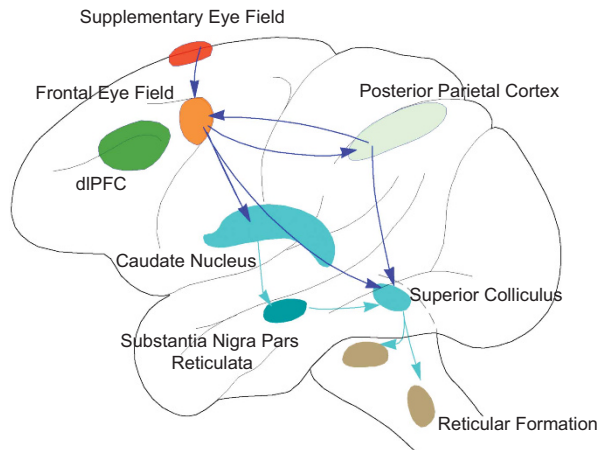 Supplementary Eye Field
Frontal Eye Field
Posterior Parietal Cortex
dlPFC
Caudate Nucleus
Superior Colliculus
Substantia Nigra Pars
Reticulata
Reticular Formation